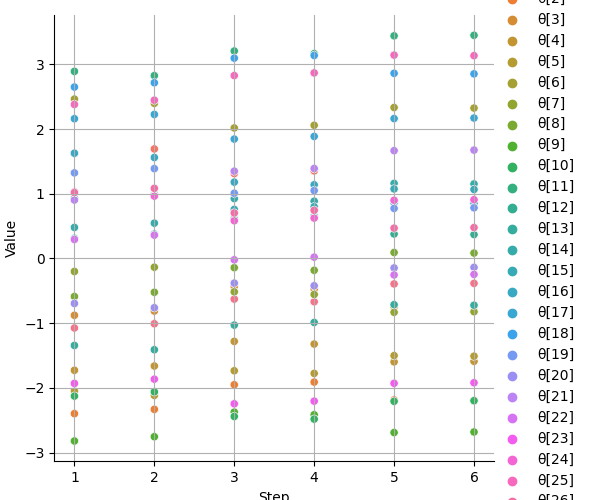 θ[2]
θ[3]
θ[4]
θ[5]
θ[6]
θ[7]
θ[8]
θ[9]
θ[10]
θ[11]
θ[12]
θ[13]
θ[14]
θ[15]
θ[16]
θ[17]
θ[18]
θ[19]
θ[20]
θ[21]
θ[22]
θ[23]
θ[24]
θ[25]
θ[26]
3
2
1
0
−1
−2
−3
Value
1 2 3 4 5 6
Step